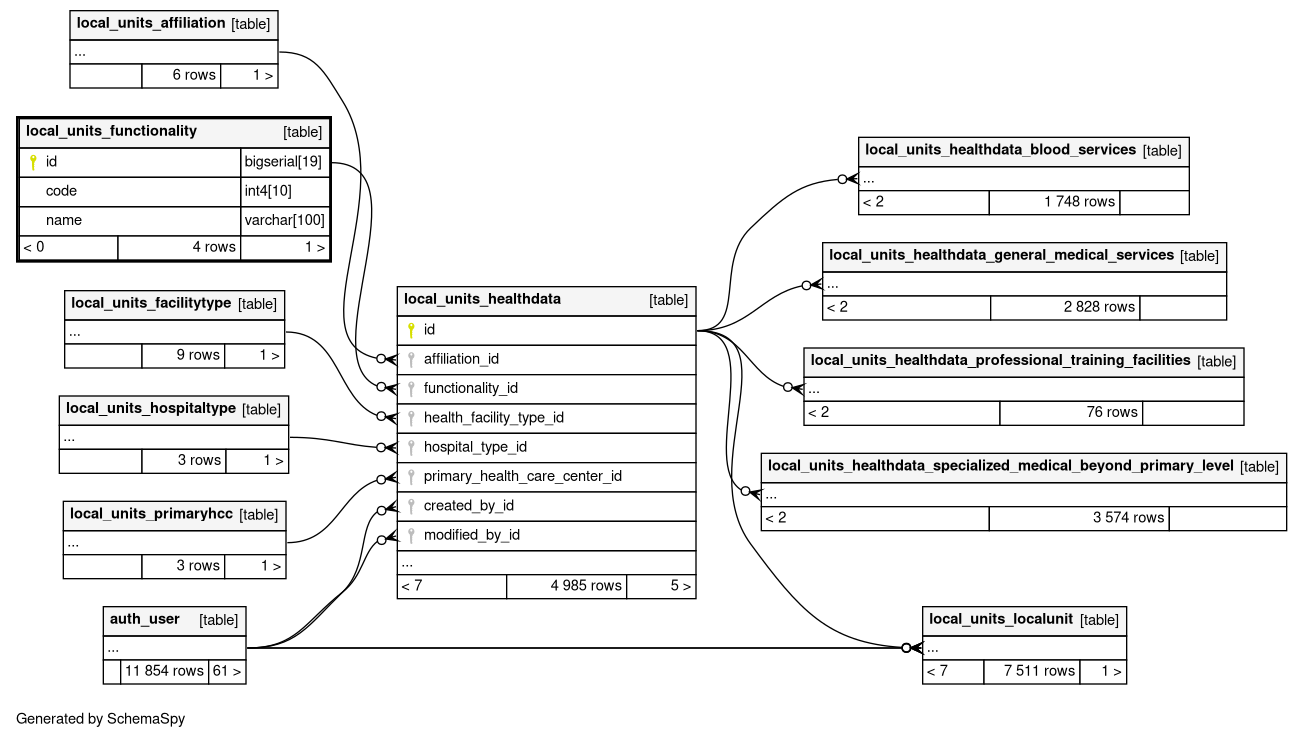 local_units_affiliation [table]
...
6 rows 1 >
local_units_functionality [table]
id bigserial[19]
code int4[10]
name varchar[100]
< 0 4 rows 1 >
local_units_facilitytype [table]
...
9 rows 1 >
local_units_hospitaltype [table]
...
3 rows 1 >
local_units_primaryhcc [table]
...
3 rows 1 >
auth_user [table]
...
11 854 rows 61 >
local_units_healthdata [table]
id
affiliation_id
functionality_id
health_facility_type_id
hospital_type_id
primary_health_care_center_id
created_by_id
modified_by_id
...
< 7 4 985 rows 5 >
local_units_healthdata_blood_services [table]
...
< 2 1 748 rows
local_units_healthdata_general_medical_services [table]
...
< 2 2 828 rows
local_units_healthdata_professional_training_facilities [table]
...
< 2 76 rows
local_units_healthdata_specialized_medical_beyond_primary_level [table]
...
< 2 3 574 rows
local_units_localunit [table]
...
< 7 7 511 rows 1 >
Generated by SchemaSpy